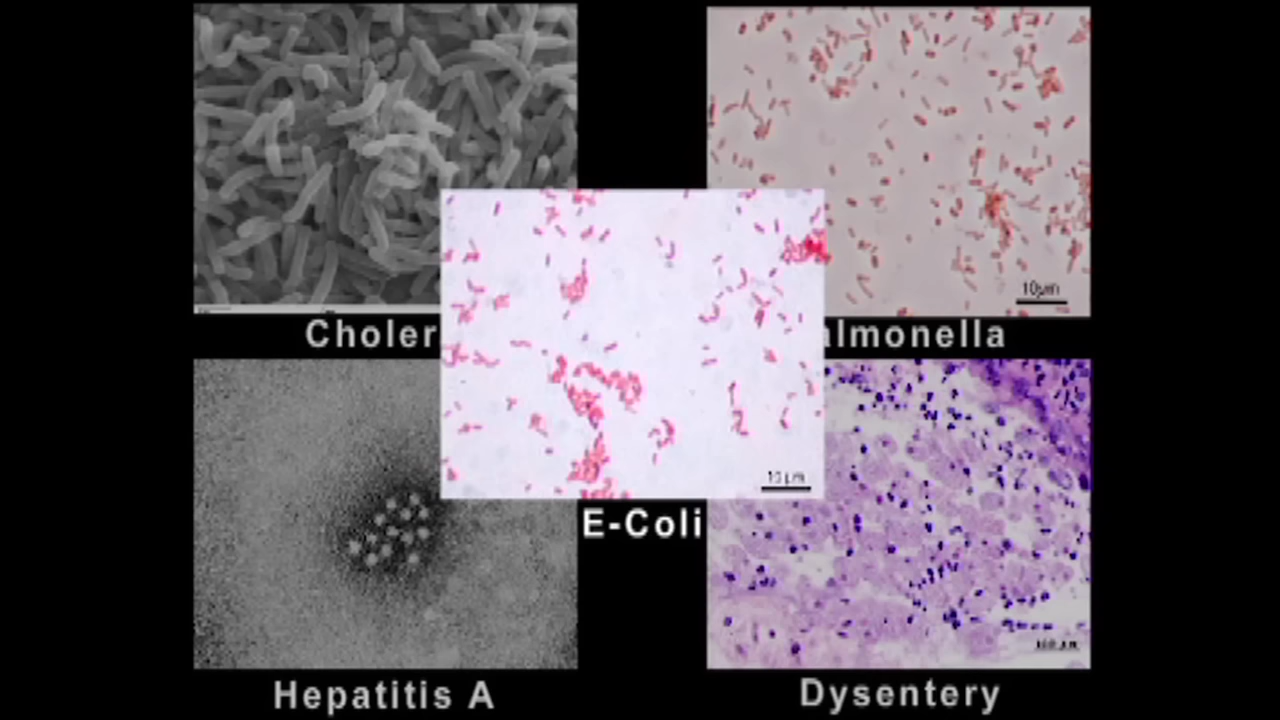 10µm
Choler
almonella
10µm
E-Coli
Hepatitis A
Dysentery